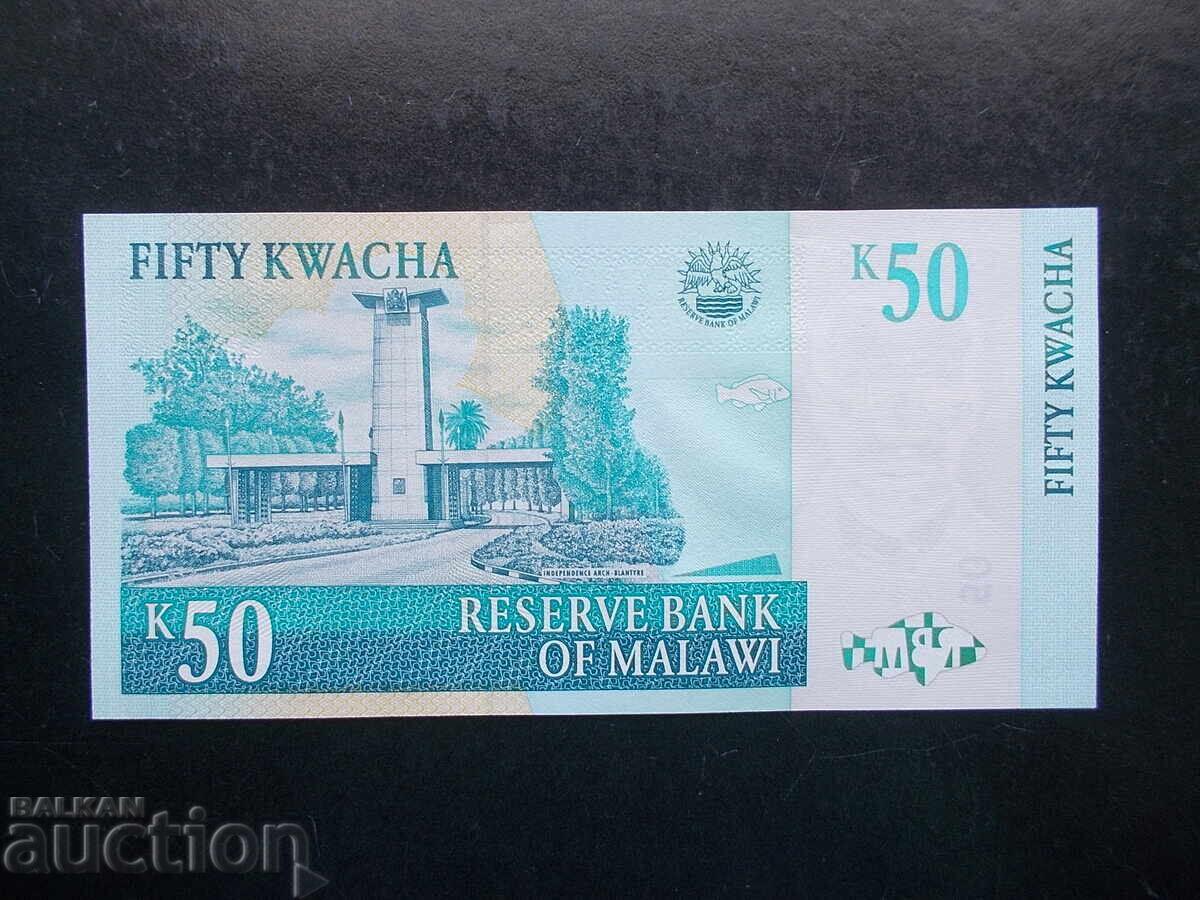 FIFTY KWACHA
RESERVE BANK OF MALAWI
K50
FIFTY KWACHA
INDEPENDENCE ARCH - BLANTYRE
K50
RESERVE BANK
OF MALAWI
BALKAN
auction